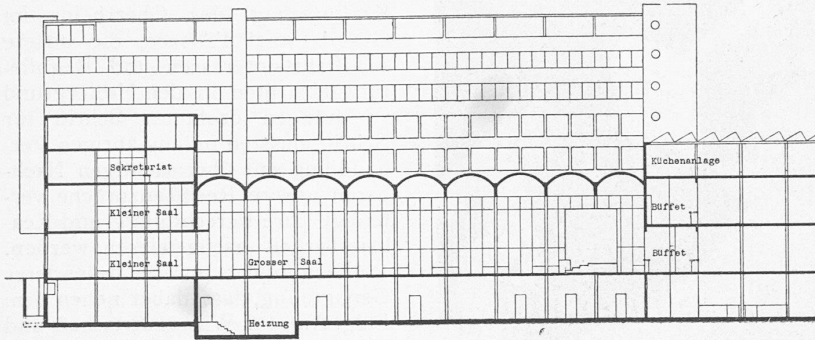 Sekretariat
Küchenanlage
Kleiner Saal
Büffet
Kleiner Saal
Grosser Saal
Büffet
Heizung